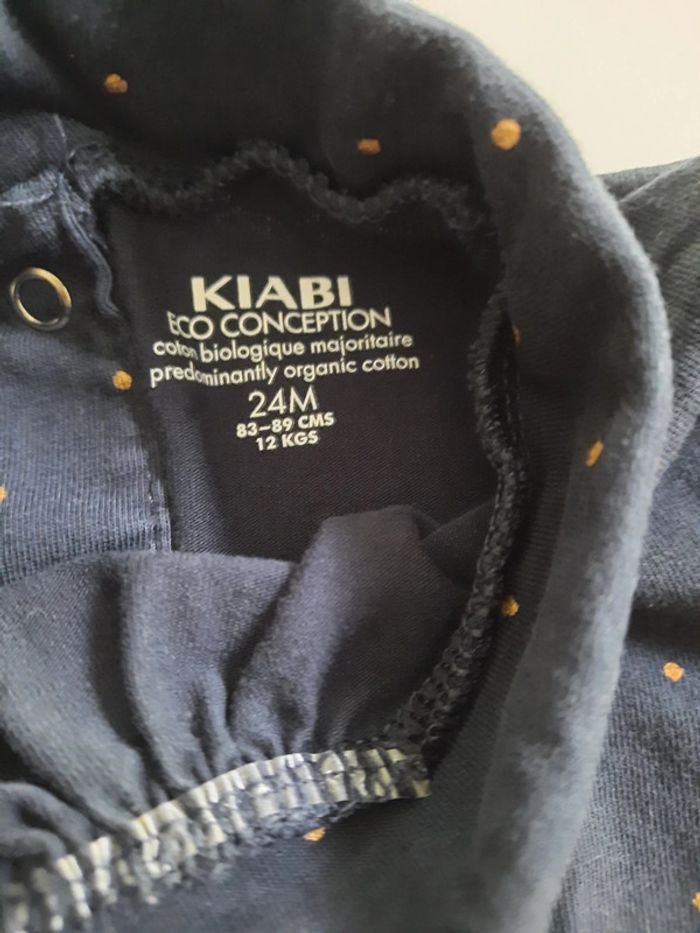 KIABI
ECO CONCEPTION
coton biologique majoritaire
predominantly organic cotton
24M
83–89 CMS
12 KGS